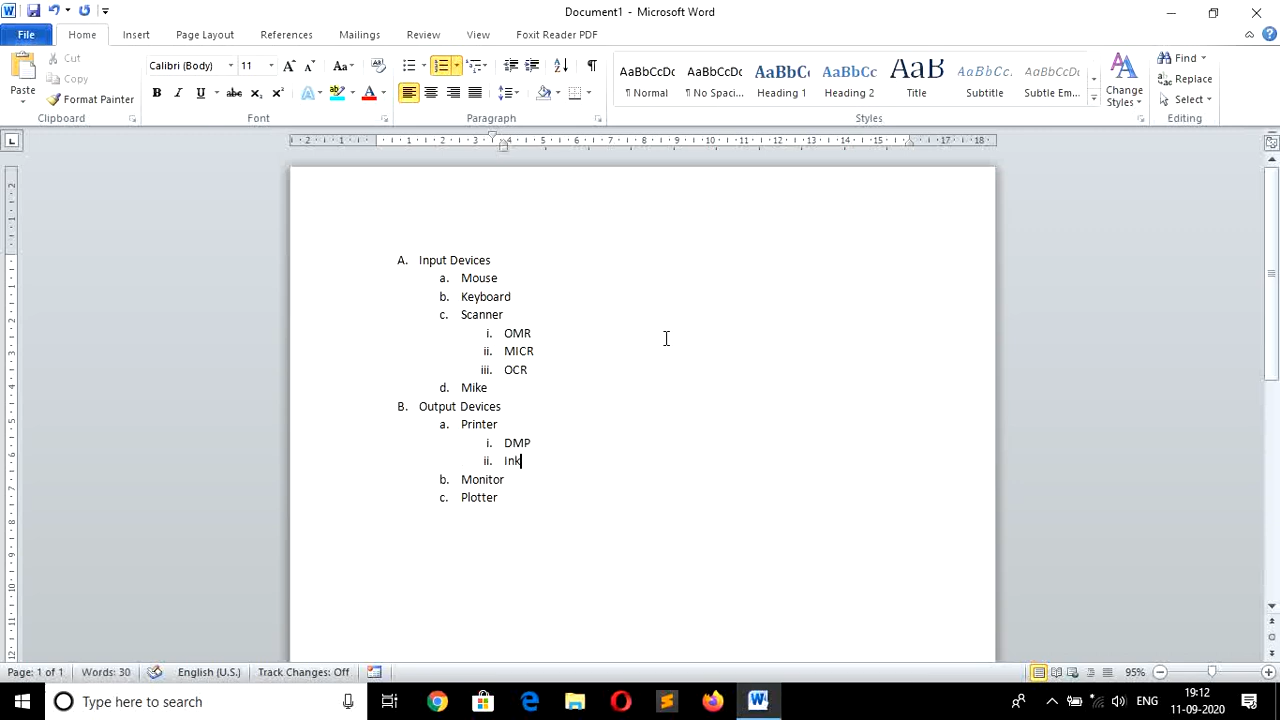 Document1 - Microsoft Word
File Home Insert Page Layout References Mailings Review View Foxit Reader PDF
Paste
Cut
Copy
Format Painter
Clipboard
Calibri (Body) 11
Font
Paragraph
AaBbCcDc
¶ Normal
AaBbCcDc
¶ No Spaci...
AaBbC
Heading 1
AaBbCc
Heading 2
AaB
Title
AaBbCc.
Subtitle
AaBbCcDt
Subtle Em...
Styles
Change
Styles
Find
Replace
Select
Editing
A. Input Devices
a. Mouse
b. Keyboard
c. Scanner
i. OMR
ii. MICR
iii. OCR
d. Mike
B. Output Devices
a. Printer
i. DMP
ii. Ink
b. Monitor
c. Plotter
Page: 1 of 1 Words: 30 English (U.S.) Track Changes: Off 95%
Type here to search
ENG
19:12
11-09-2020